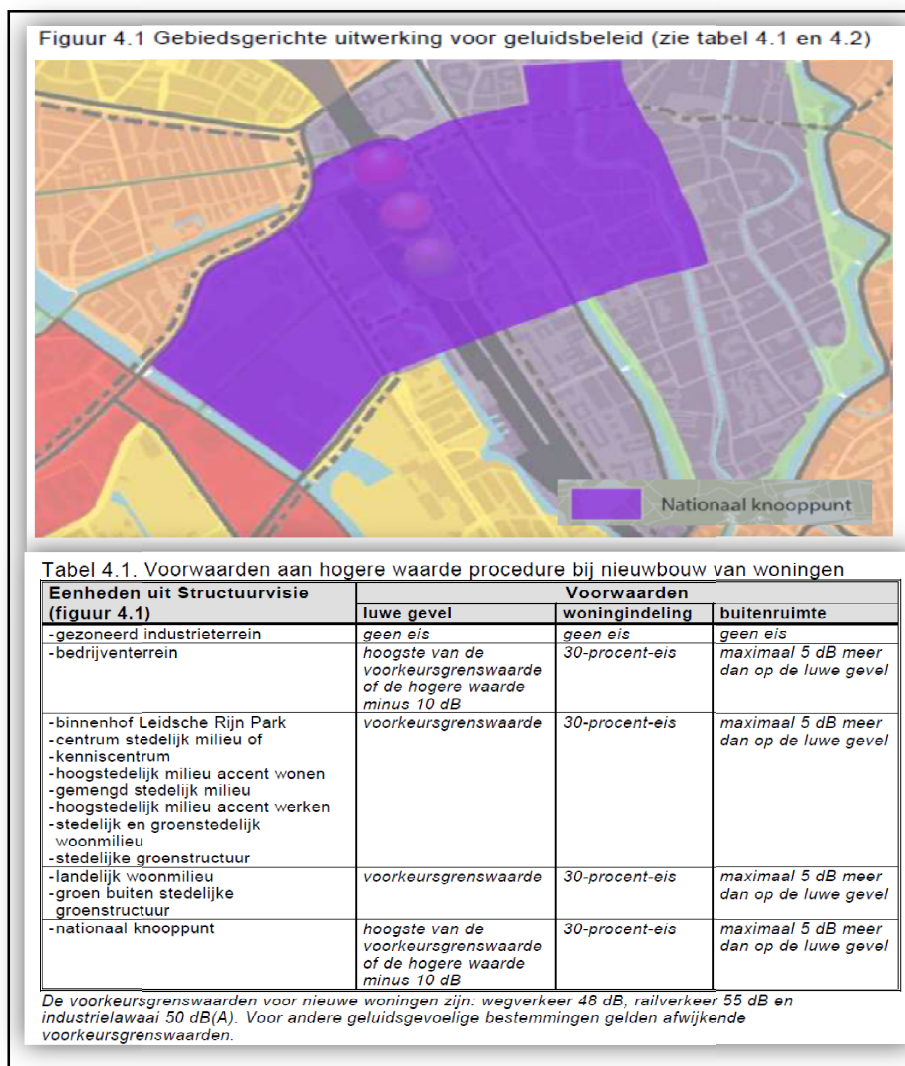 Figuur 4.1 Gebiedsgerichte uitwerking voor geluidsbeleid (zie tabel 4.1 en 4.2)
Nationaal knooppunt
Tabel 4.1. Voorwaarden aan hogere waarde procedure bij nieuwbouw van woningen
Eenheden uit Structuurvisie
(figuur 4.1)
Voorwaarden
luwe gevel
woningindeling
buitenruimte
-gezoneerd industrieterrein
geen eis
geen eis
geen eis
-bedrijventerrein
hoogste van de
voorkeursgrenswaarde
of de hogere waarde
minus 10 dB
30-procent-eis
maximaal 5 dB meer
dan op de luwe gevel
-binnenhof Leidsche Rijn Park
-centrum stedelijk milieu of
-kenniscentrum
-hoogstedelijk milieu accent wonen
-gemengd stedelijk milieu
-hoogstedelijk milieu accent werken
-stedelijk en groenstedelijk
woonmilieu
-stedelijke groenstructuur
voorkeursgrenswaarde
30-procent-eis
maximaal 5 dB meer
dan op de luwe gevel
-landelijk woonmilieu
-groen buiten stedelijke
groenstructuur
voorkeursgrenswaarde
30-procent-eis
maximaal 5 dB meer
dan op de luwe gevel
-nationaal knooppunt
hoogste van de
voorkeursgrenswaarde
of de hogere waarde
minus 10 dB
30-procent-eis
maximaal 5 dB meer
dan op de luwe gevel
De voorkeursgrenswaarden voor nieuwe woningen zijn: wegverkeer 48 dB, railverkeer 55 dB en
industrielawaai 50 dB(A). Voor andere geluidsgevoelige bestemmingen gelden afwijkende
voorkeursgrenswaarden.